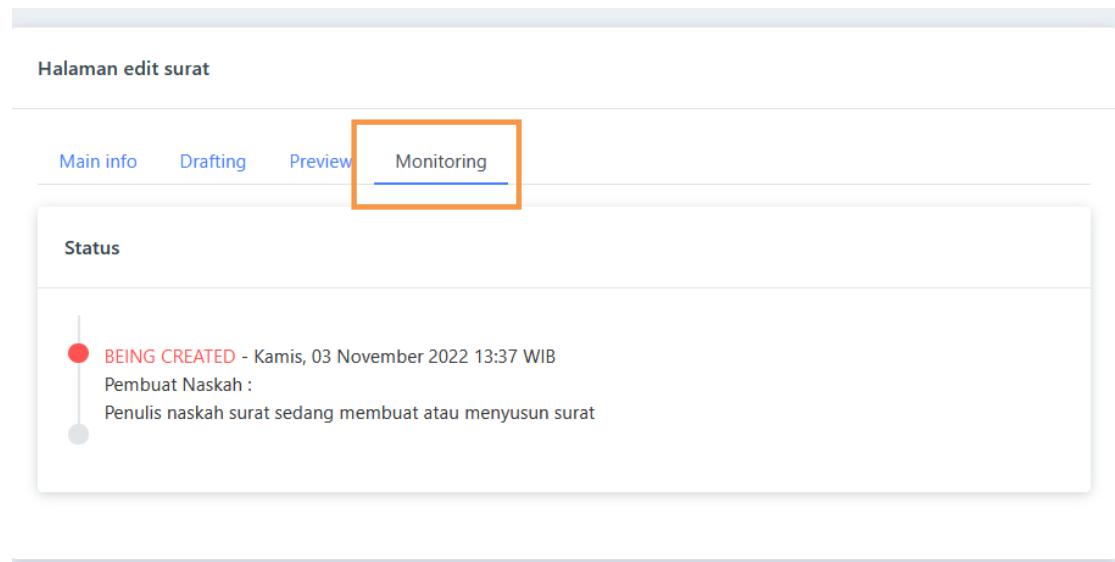 Halaman edit surat
Main info Drafting Preview Monitoring
Status
BEING CREATED - Kamis, 03 November 2022 13:37 WIB
Pembuat Naskah :
Penulis naskah surat sedang membuat atau menyusun surat